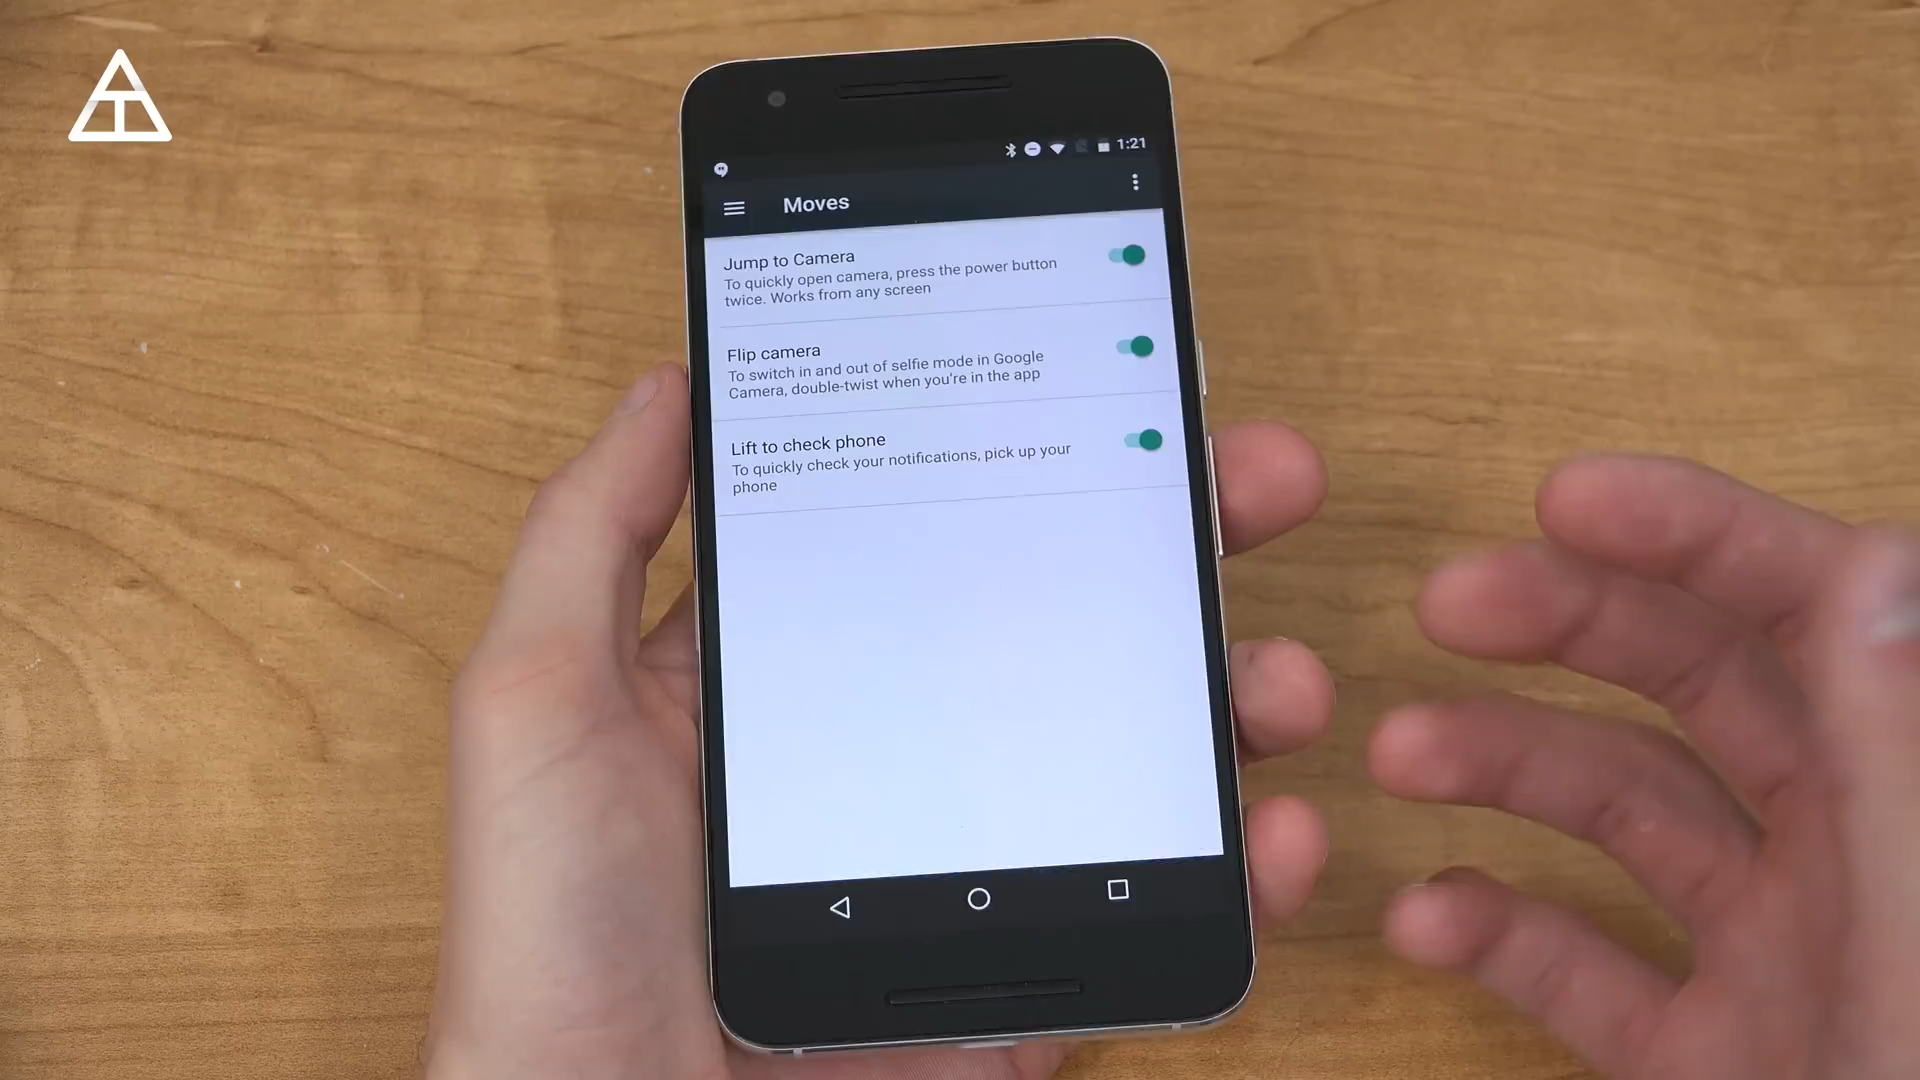 1:21
Moves
Jump to Camera
To quickly open camera, press the power button
twice. Works from any screen
Flip camera
To switch in and out of selfie mode in Google
Camera, double-twist when you're in the app
Lift to check phone
To quickly check your notifications, pick up your
phone